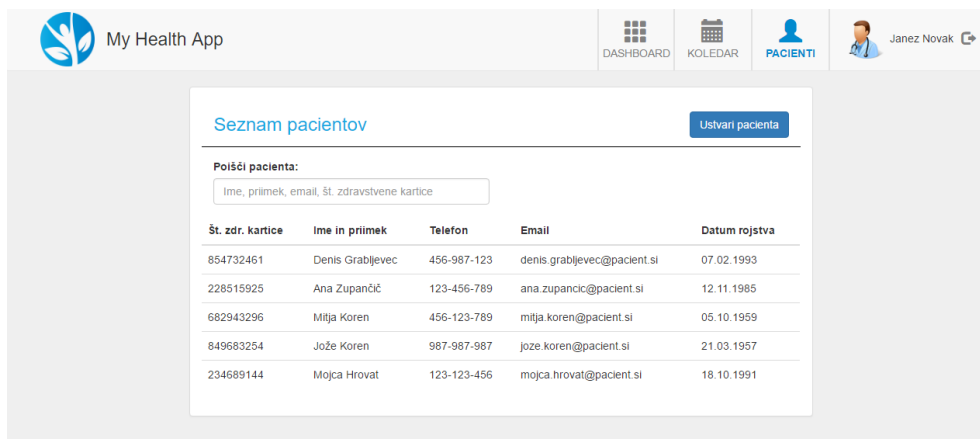 My Health App
DASHBOARD KOLEDAR PACIENTI Janez Novak
Seznam pacientov Ustvari pacienta
Poišči pacienta:
Ime, priimek, email, št. zdravstvene kartice
Št. zdr. kartice Ime in priimek Telefon Email Datum rojstva
854732461 Denis Grabljevec 456-987-123 denis.grabljevec@pacient.si 07.02.1993
228515925 Ana Zupančič 123-456-789 ana.zupancic@pacient.si 12.11.1985
682943296 Mitja Koren 456-123-789 mitja.koren@pacient.si 05.10.1959
849683254 Jože Koren 987-987-987 joze.koren@pacient.si 21.03.1957
234689144 Mojca Hrovat 123-123-456 mojca.hrovat@pacient.si 18.10.1991